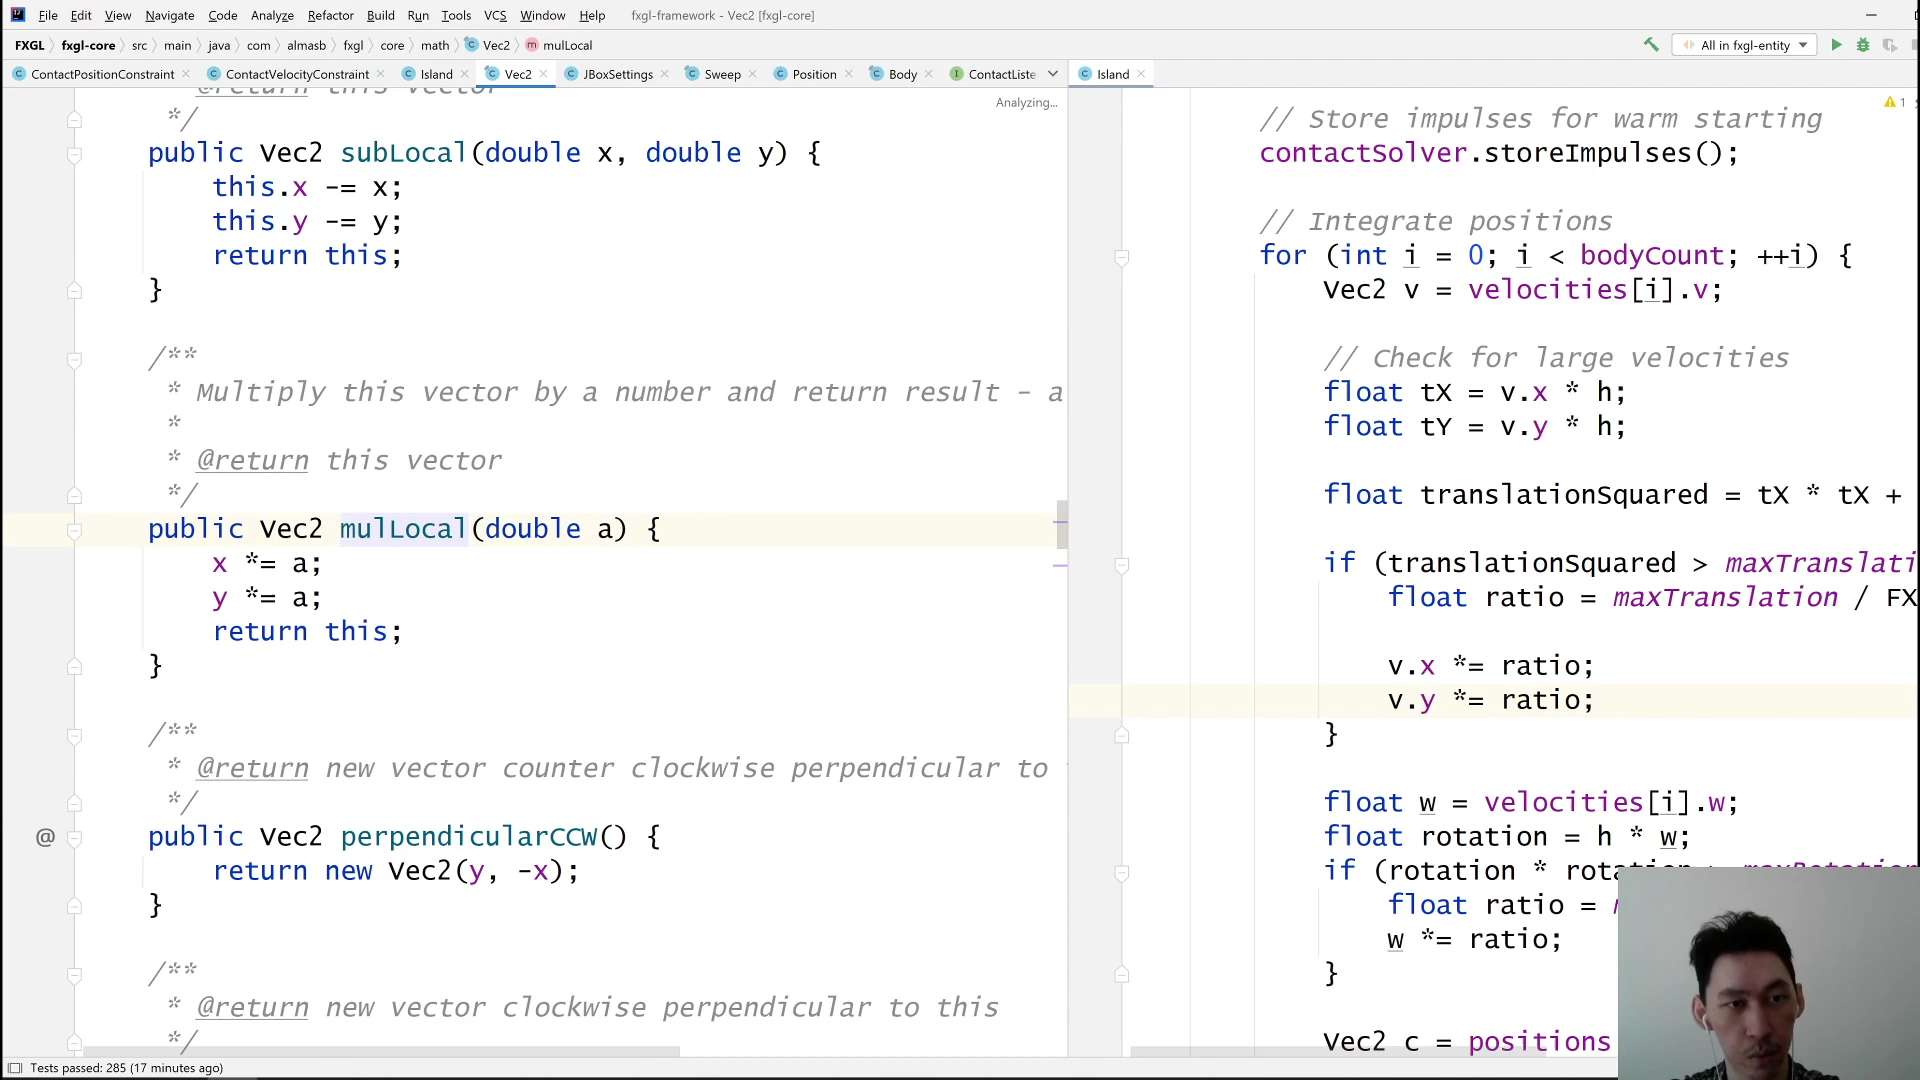 File Edit View Navigate Code Analyze Refactor Build Run Tools VCS Window Help fxgl-framework - Vec2 [fxgl-core]
FXGL fxgl-core src main java com almasb fxgl core math Vec2 mulLocal All in fxgl-entity
ContactPositionConstraint ContactVelocityConstraint Island Vec2 JBoxSettings Sweep Position Body ContactListe Island
Analyzing... 1
* @return this vector
*/
public Vec2 subLocal(double x, double y) {
this.x -= x;
this.y -= y;
return this;
}
/**
* Multiply this vector by a number and return result - a
*
* @return this vector
*/
public Vec2 mulLocal(double a) {
x *= a;
y *= a;
return this;
}
/**
* @return new vector counter clockwise perpendicular to
*/
@ public Vec2 perpendicularCCW() {
return new Vec2(y, -x);
}
/**
* @return new vector clockwise perpendicular to this
*/
// Store impulses for warm starting
contactSolver.storeImpulses();
// Integrate positions
for (int i = 0; i < bodyCount; ++i) {
Vec2 v = velocities[i].v;
// Check for large velocities
float tX = v.x * h;
float tY = v.y * h;
float translationSquared = tX * tX +
if (translationSquared > maxTranslati
float ratio = maxTranslation / FX
v.x *= ratio;
v.y *= ratio;
}
float w = velocities[i].w;
float rotation = h * w;
if (rotation * rotation > maxRotation
float ratio =
w *= ratio;
}
Vec2 c = positions
Tests passed: 285 (17 minutes ago)